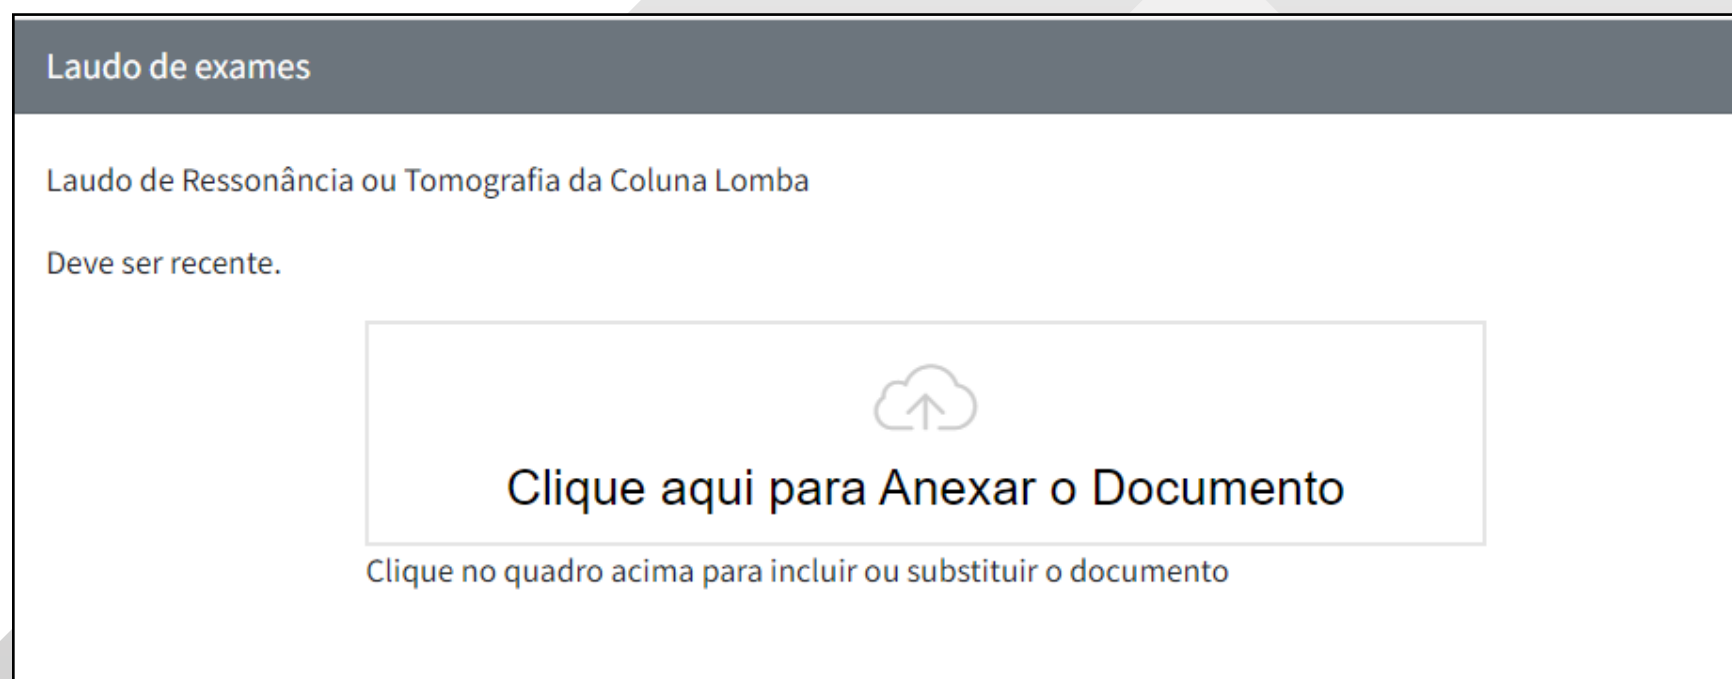 Laudo de exames
Laudo de Ressonância ou Tomografia da Coluna Lomba
Deve ser recente.
Clique aqui para Anexar o Documento
Clique no quadro acima para incluir ou substituir o documento